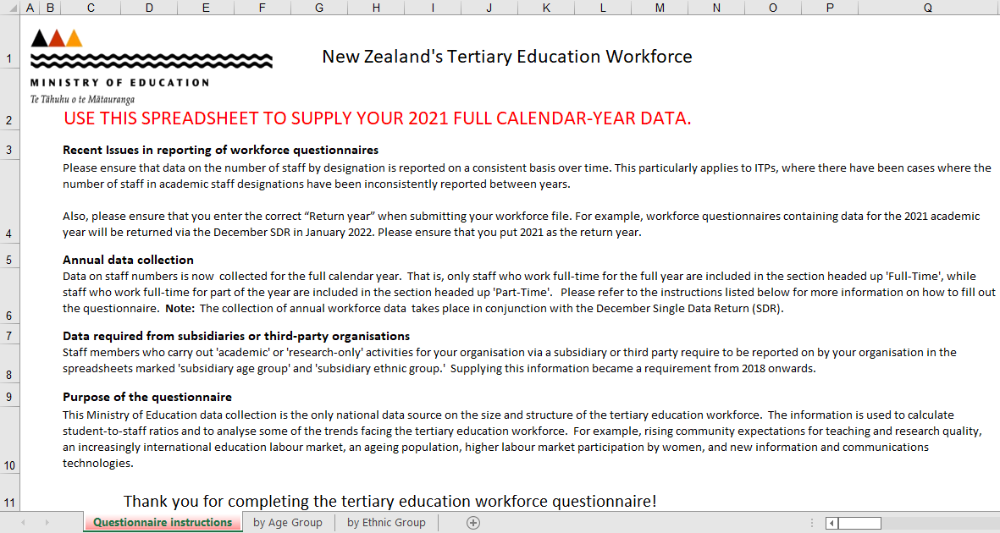 A B C D E F G H I J K L M N O P Q
1 New Zealand's Tertiary Education Workforce
MINISTRY OF EDUCATION
Te Tāhuhu o te Mātauranga
2 USE THIS SPREADSHEET TO SUPPLY YOUR 2021 FULL CALENDAR-YEAR DATA.
3 Recent Issues in reporting of workforce questionnaires
Please ensure that data on the number of staff by designation is reported on a consistent basis over time. This particularly applies to ITPs, where there have been cases where the
number of staff in academic staff designations have been inconsistently reported between years.
Also, please ensure that you enter the correct “Return year” when submitting your workforce file. For example, workforce questionnaires containing data for the 2021 academic
4 year will be returned via the December SDR in January 2022. Please ensure that you put 2021 as the return year.
5 Annual data collection
Data on staff numbers is now collected for the full calendar year. That is, only staff who work full-time for the full year are included in the section headed up 'Full-Time', while
staff who work full-time for part of the year are included in the section headed up 'Part-Time'. Please refer to the instructions listed below for more information on how to fill out
6 the questionnaire. Note: The collection of annual workforce data takes place in conjunction with the December Single Data Return (SDR).
7 Data required from subsidiaries or third-party organisations
Staff members who carry out 'academic' or 'research-only' activities for your organisation via a subsidiary or third party require to be reported on by your organisation in the
8 spreadsheets marked 'subsidiary age group' and 'subsidiary ethnic group.' Supplying this information became a requirement from 2018 onwards.
9 Purpose of the questionnaire
This Ministry of Education data collection is the only national data source on the size and structure of the tertiary education workforce. The information is used to calculate
student-to-staff ratios and to analyse some of the trends facing the tertiary education workforce. For example, rising community expectations for teaching and research quality,
an increasingly international education labour market, an ageing population, higher labour market participation by women, and new information and communications
10 technologies.
11 Thank you for completing the tertiary education workforce questionnaire!
Questionnaire instructions by Age Group by Ethnic Group